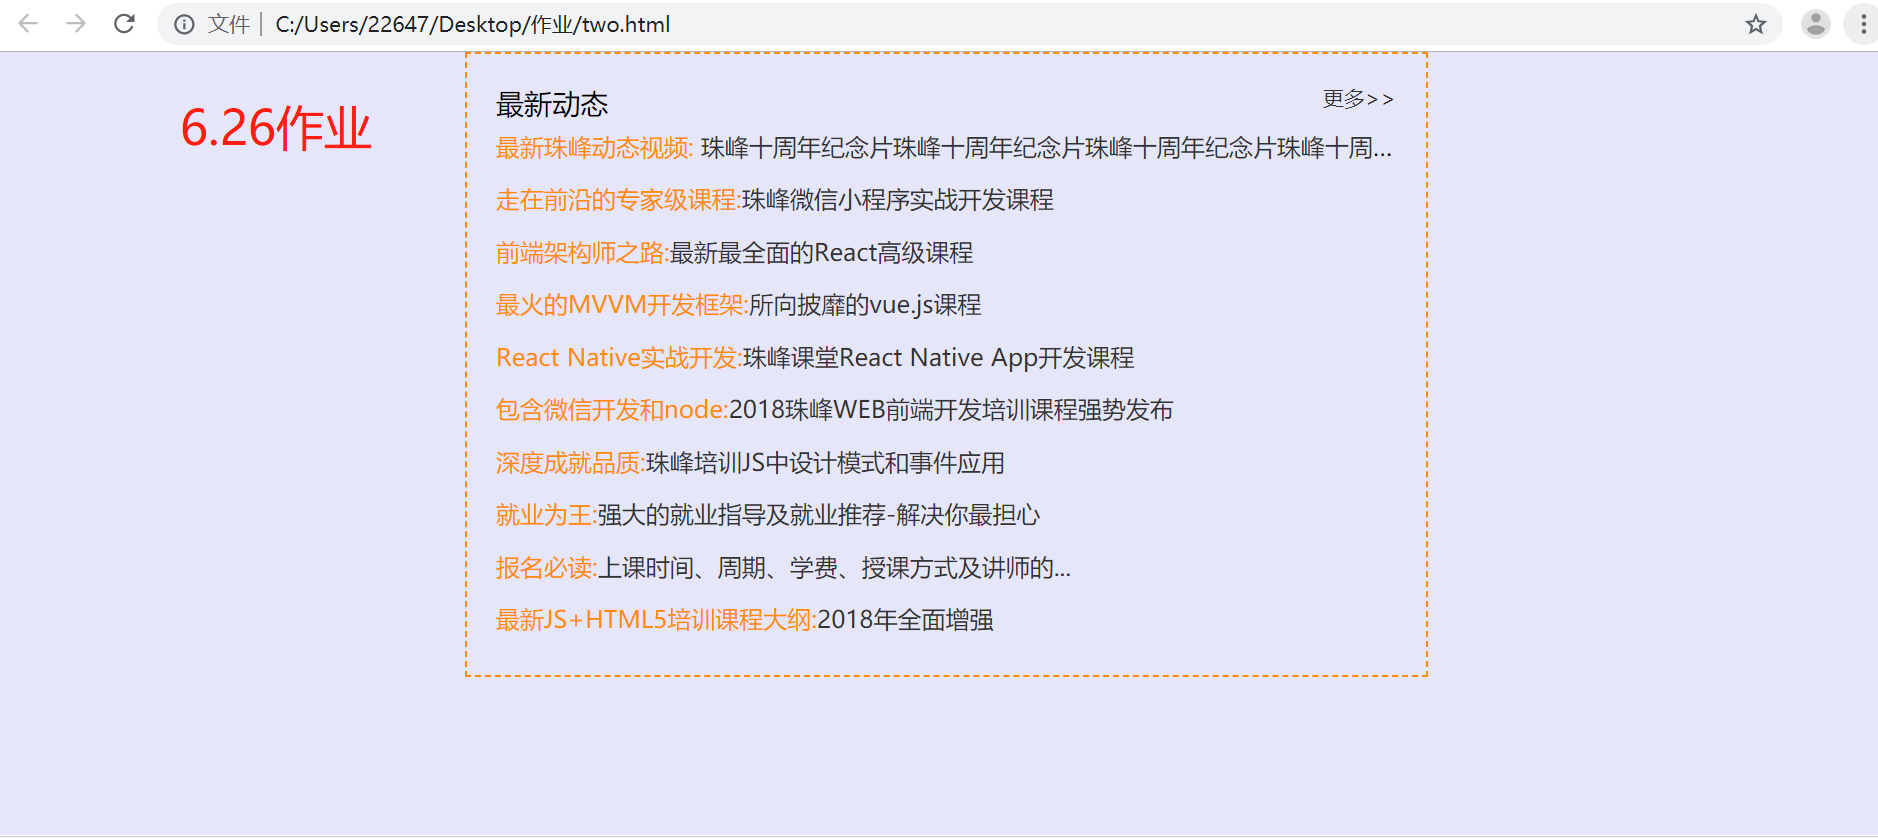 文件 C:/Users/22647/Desktop/作业/two.html
6.26作业
最新动态 更多>>
最新珠峰动态视频: 珠峰十周年纪念片珠峰十周年纪念片珠峰十周年纪念片珠峰十周...
走在前沿的专家级课程:珠峰微信小程序实战开发课程
前端架构师之路:最新最全面的React高级课程
最火的MVVM开发框架:所向披靡的vue.js课程
React Native实战开发:珠峰课堂React Native App开发课程
包含微信开发和node:2018珠峰WEB前端开发培训课程强势发布
深度成就品质:珠峰培训JS中设计模式和事件应用
就业为王:强大的就业指导及就业推荐-解决你最担心
报名必读:上课时间、周期、学费、授课方式及讲师的...
最新JS+HTML5培训课程大纲:2018年全面增强